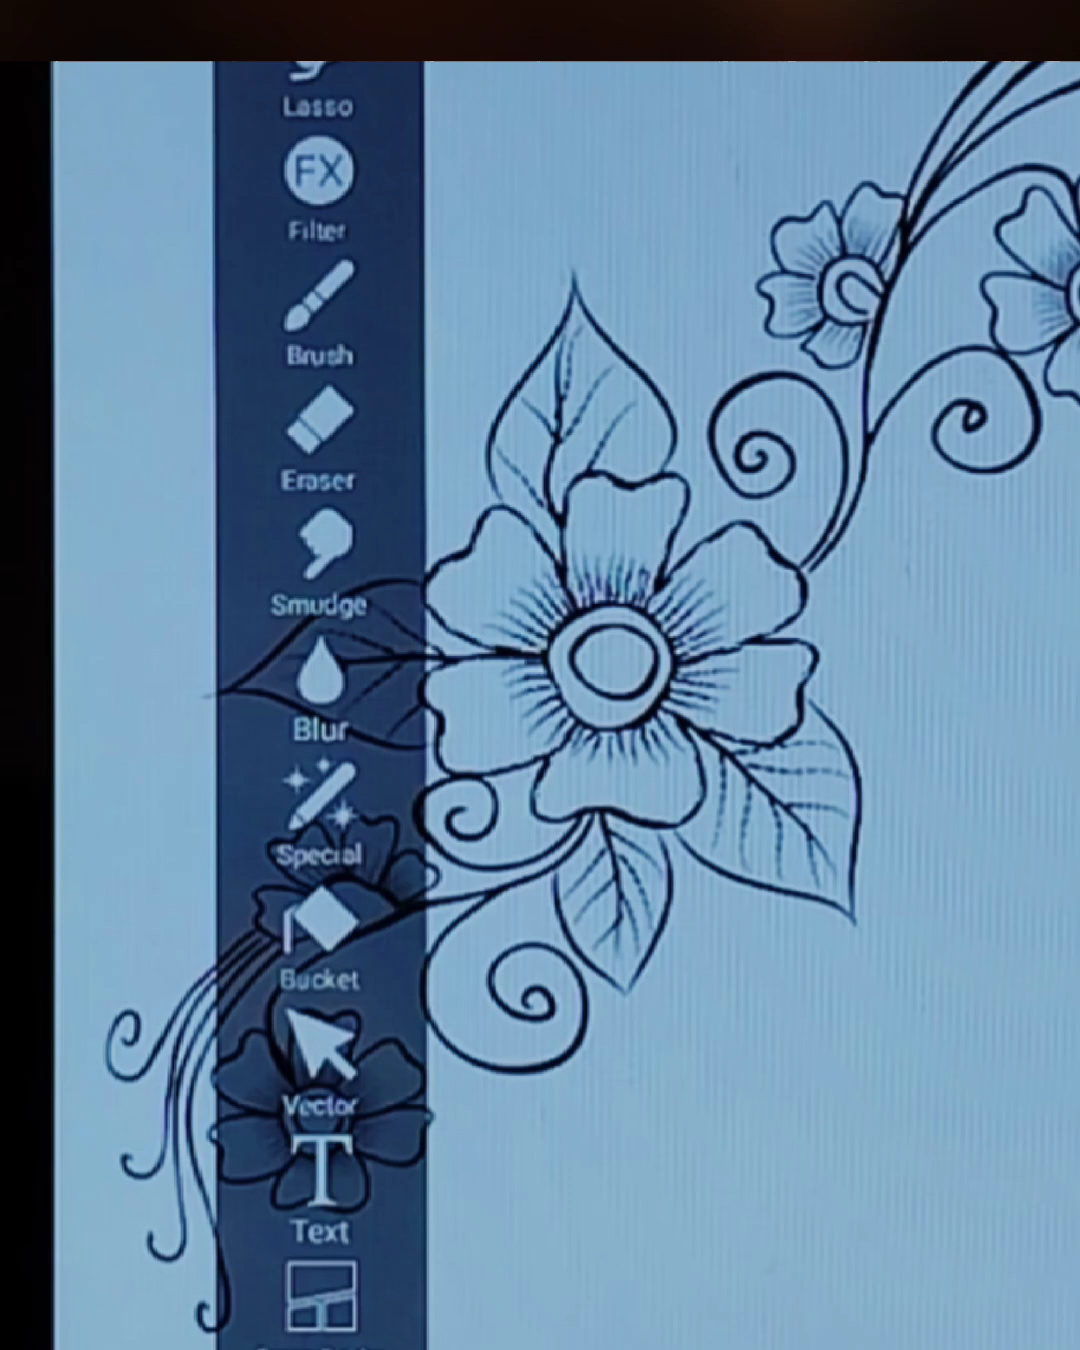 Lasso
FX
Filter
Brush
Eraser
Smudge
Blur
Special
Bucket
Vector
T
Text